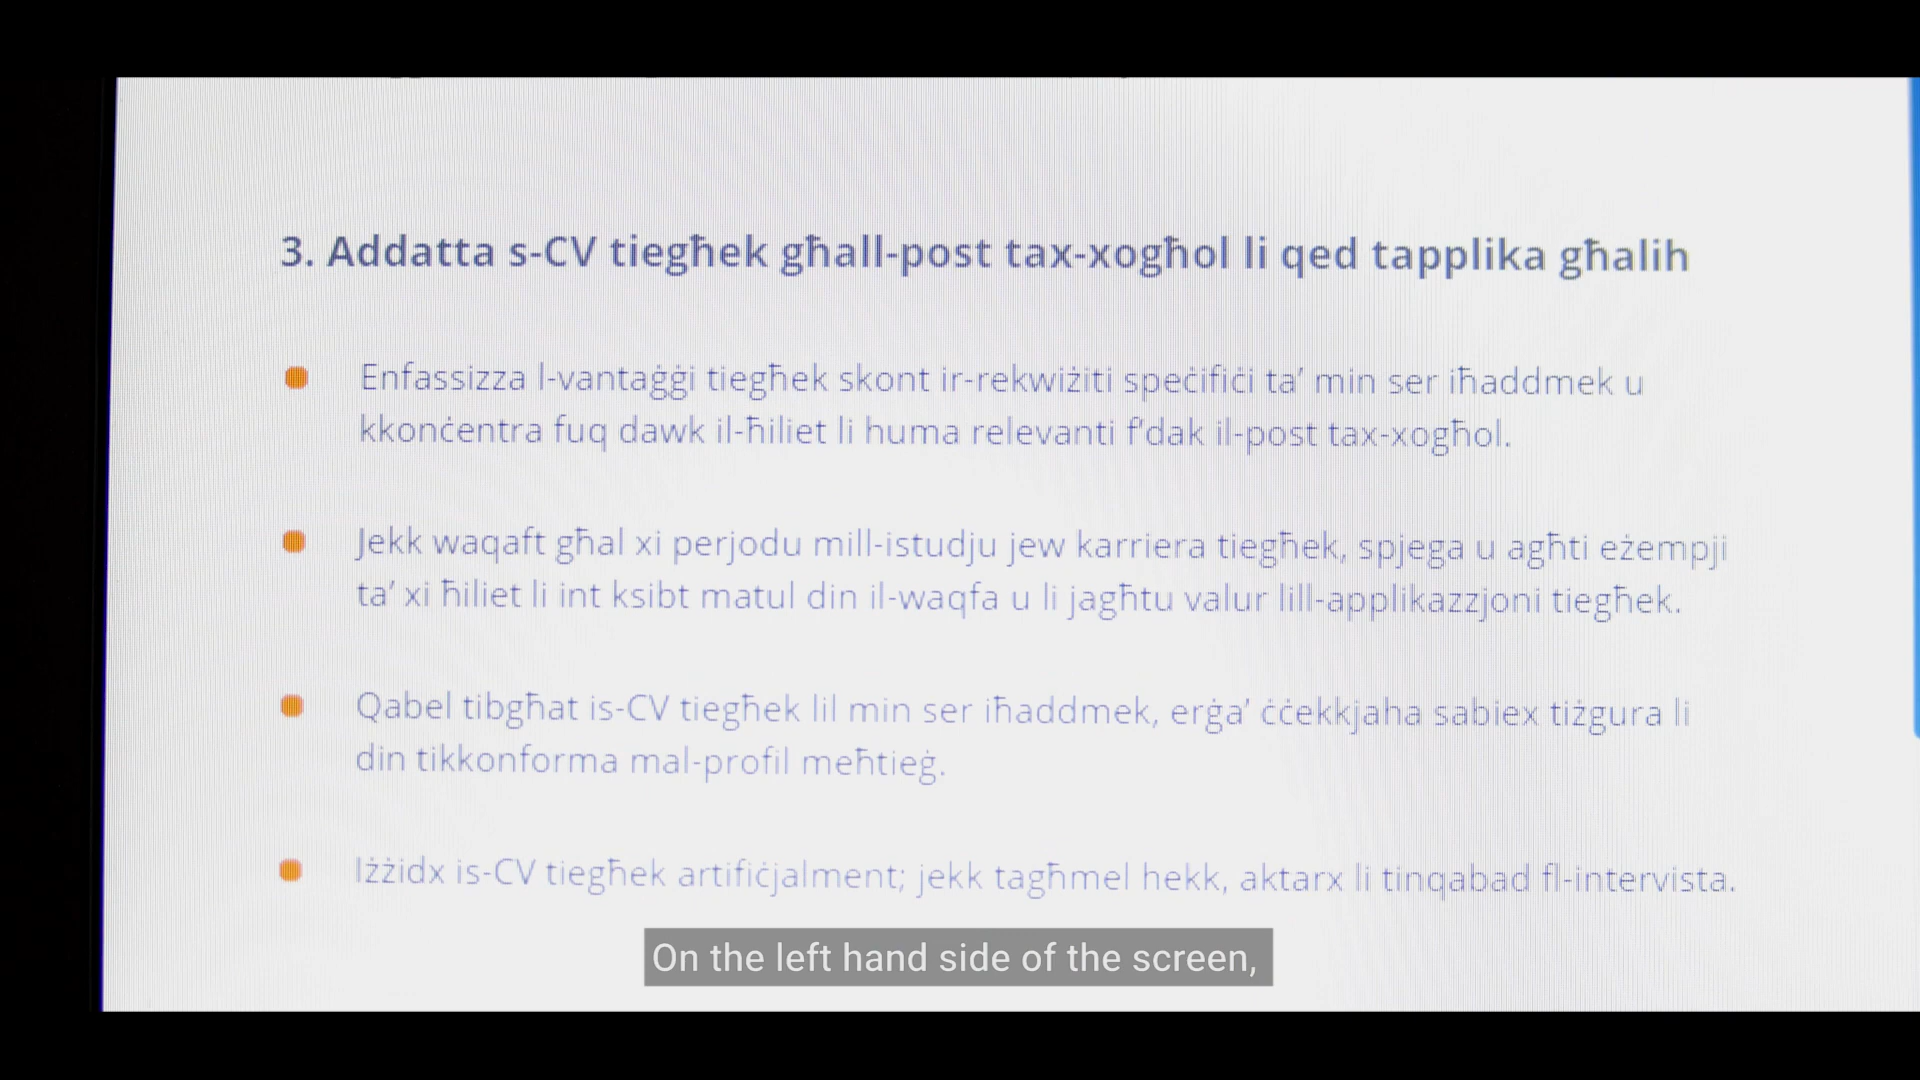 3. Addatta s-CV tiegħek għall-post tax-xogħol li qed tapplika għalih
Enfassizza l-vantaġġi tiegħek skont ir-rekwiżiti speċifiċi ta’ min ser iħaddmek u
kkonċentra fuq dawk il-ħiliet li huma relevanti f’dak il-post tax-xogħol.
Jekk waqaft għal xi perjodu mill-istudju jew karriera tiegħek, spjega u agħti eżempji
ta’ xi ħiliet li int ksibt matul din il-waqfa u li jagħtu valur lill-applikazzjoni tiegħek.
Qabel tibgħat is-CV tiegħek lil min ser iħaddmek, erġa’ ċċekkjaha sabiex tiżgura li
din tikkonforma mal-profil meħtieġ.
Iżżidx is-CV tiegħek artifiċjalment; jekk tagħmel hekk, aktarx li tinqabad fl-intervista.
On the left hand side of the screen,